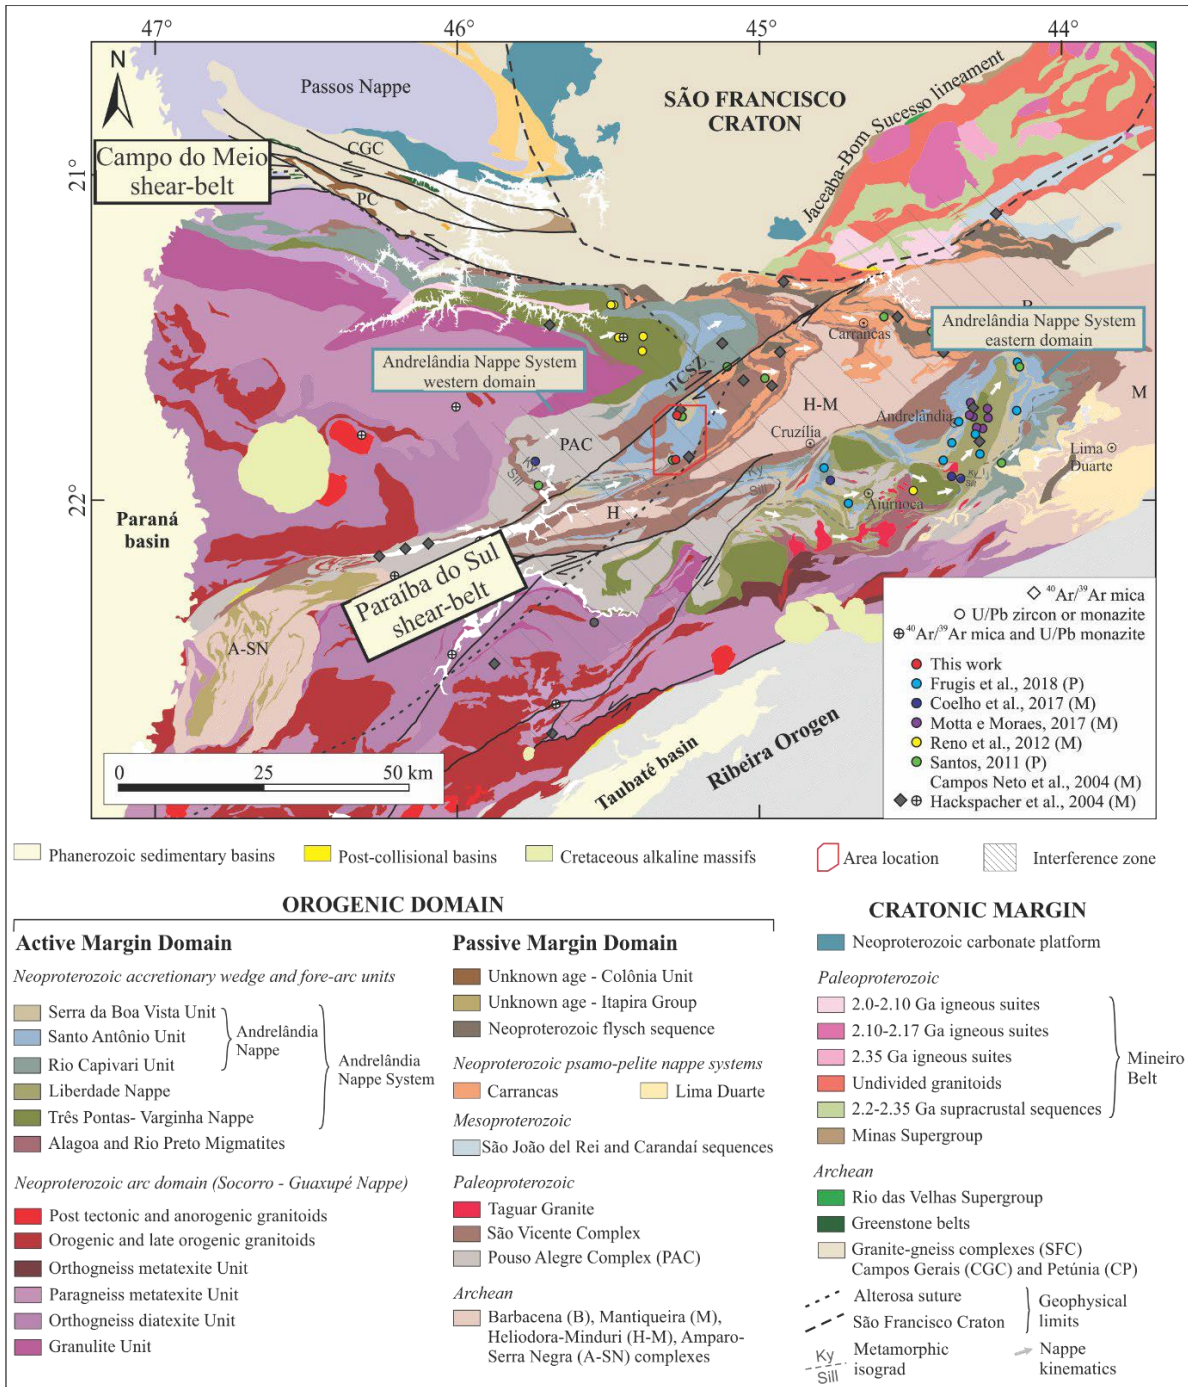 47°
46°
45°
44°
N
Passos Nappe
SÃO FRANCISCO
CRATON
Jaceaba-Bom Sucesso lineament
CGC
Campo do Meio
shear-belt
21°
PC
B
Carrancas
Andrelândia Nappe System
eastern domain
Andrelândia Nappe System
western domain
TCSZ
H-M
M
Andrelândia
PAC
Cruzília
Lima
Duarte
Ky
Sill
Ky
Sill
Ky
Sill
22°
Aiuruoca
Paraná
basin
H
Paraíba do Sul
shear-belt
A-SN
Taubaté basin
Ribeira Orogen
0 25 50 km
⁴⁰Ar/³⁹Ar mica
U/Pb zircon or monazite
⁴⁰Ar/³⁹Ar mica and U/Pb monazite
This work
Frugis et al., 2018 (P)
Coelho et al., 2017 (M)
Motta e Moraes, 2017 (M)
Reno et al., 2012 (M)
Santos, 2011 (P)
Campos Neto et al., 2004 (M)
Hackspacher et al., 2004 (M)
Phanerozoic sedimentary basins
Post-collisional basins
Cretaceous alkaline massifs
Area location
Interference zone
OROGENIC DOMAIN
Active Margin Domain
Neoproterozoic accretionary wedge and fore-arc units
Serra da Boa Vista Unit
Santo Antônio Unit
Rio Capivari Unit
Andrelândia
Nappe
Liberdade Nappe
Três Pontas- Varginha Nappe
Andrelândia
Nappe System
Alagoa and Rio Preto Migmatites
Neoproterozoic arc domain (Socorro - Guaxupé Nappe)
Post tectonic and anorogenic granitoids
Orogenic and late orogenic granitoids
Orthogneiss metatexite Unit
Paragneiss metatexite Unit
Orthogneiss diatexite Unit
Granulite Unit
Passive Margin Domain
Unknown age - Colônia Unit
Unknown age - Itapira Group
Neoproterozoic flysch sequence
Neoproterozoic psamo-pelite nappe systems
Carrancas
Lima Duarte
Mesoproterozoic
São João del Rei and Carandaí sequences
Paleoproterozoic
Taguar Granite
São Vicente Complex
Pouso Alegre Complex (PAC)
Archean
Barbacena (B), Mantiqueira (M),
Heliodora-Minduri (H-M), Amparo-
Serra Negra (A-SN) complexes
CRATONIC MARGIN
Neoproterozoic carbonate platform
Paleoproterozoic
2.0-2.10 Ga igneous suites
2.10-2.17 Ga igneous suites
2.35 Ga igneous suites
Undivided granitoids
2.2-2.35 Ga supracrustal sequences
Mineiro
Belt
Minas Supergroup
Archean
Rio das Velhas Supergroup
Greenstone belts
Granite-gneiss complexes (SFC)
Campos Gerais (CGC) and Petúnia (CP)
Alterosa suture
São Francisco Craton
Geophysical
limits
Ky
Sill
Metamorphic
isograd
Nappe
kinematics